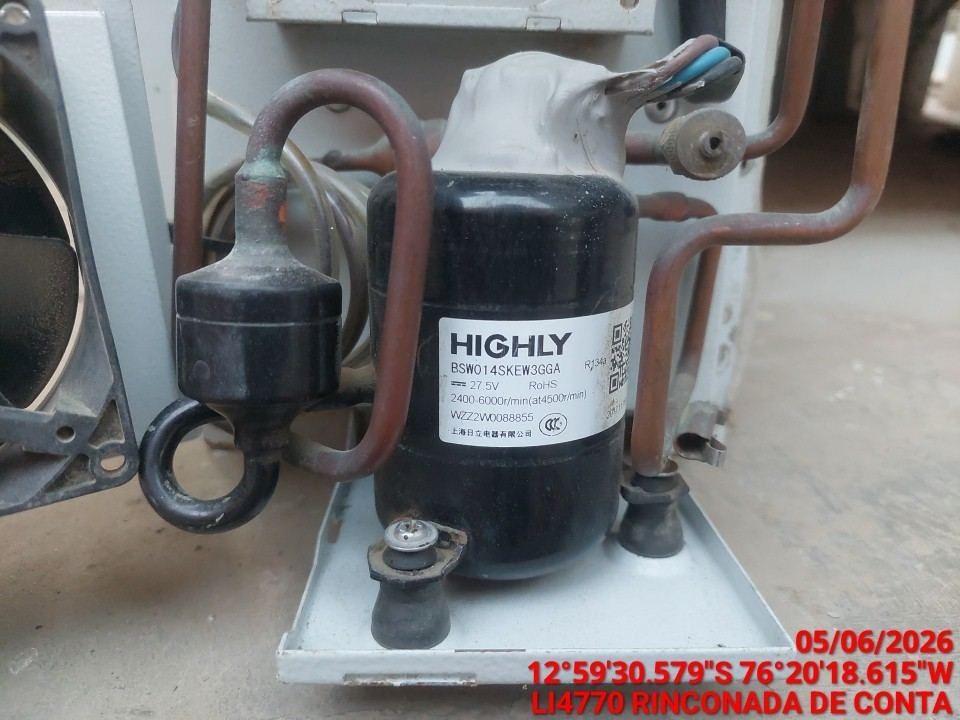 HIGHLY
BSW014SKEW3GGA
R134a
27.5V RoHS
2400-6000r/min(at4500r/min)
WZZ2W0088855
CCC
上海日立电器有限公司
05/06/2026
12°59'30.579"S 76°20'18.615"W
LI4770 RINCONADA DE CONTA